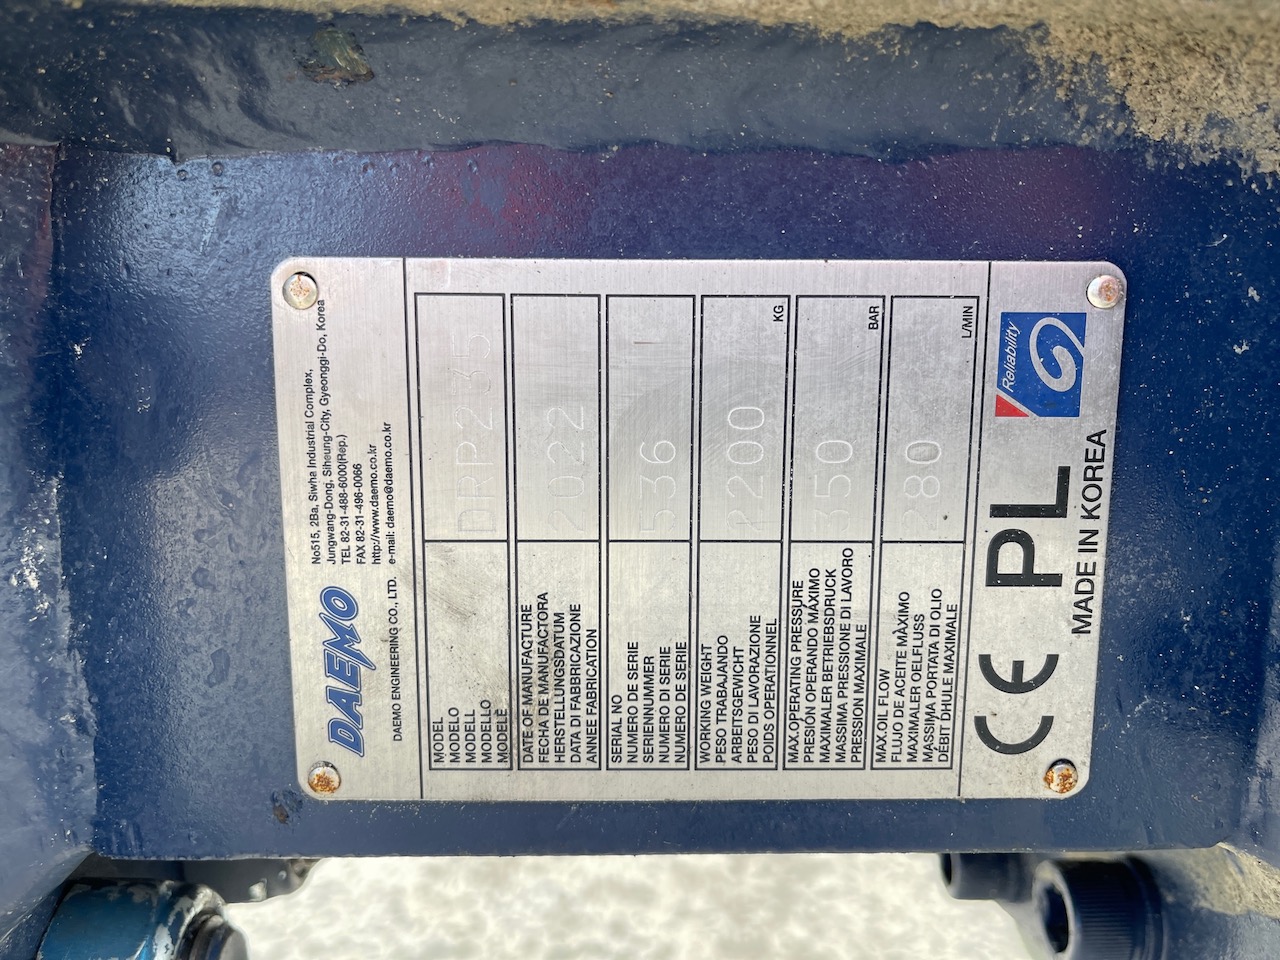 DAEMO
DAEMO ENGINEERING CO., LTD.
No515, 2Ba, Siwha Industrial Complex,
Jungwang-Dong, Siheung-City, Gyeonggi-Do, Korea
TEL 82-31-488-6000(Rep.)
FAX 82-31-496-0066
http://www.daemo.co.kr
e-mail: daemo@daemo.co.kr
MODEL
MODELO
MODELL
MODELLO
MODELÈ
DRP235
DATE OF MANUFACTURE
FECHA DE MANUFACTORA
HERSTELLUNGSDATUM
DATA DI FABBRICAZIONE
ANNEE FABRICATION
2022
SERIAL NO
NUMERO DE SERIE
SERIENNUMMER
NUMERO DI SERIE
NUMERO DE SERIE
536
WORKING WEIGHT
PESO TRABAJANDO
ARBEITSGEVICHT
PESO DI LAVORAZIONE
POIDS OPERATIONNEL
2200
KG
MAX.OPERATING PRESSURE
PRESIÓN OPERANDO MÁXIMO
MAXIMALER BETRIEBSDRUCK
MASSIMA PRESSIONE DI LAVORO
PRESSION MAXIMALE
350
BAR
MAX.OIL FLOW
FLUJO DE ACEITE MÀXIMO
MAXIMALER OELFLUSS
MASSIMA PORTATA DI OLIO
DÉBIT DHULE MAXIMALE
280
L/MIN
CE PL
Reliability
MADE IN KOREA